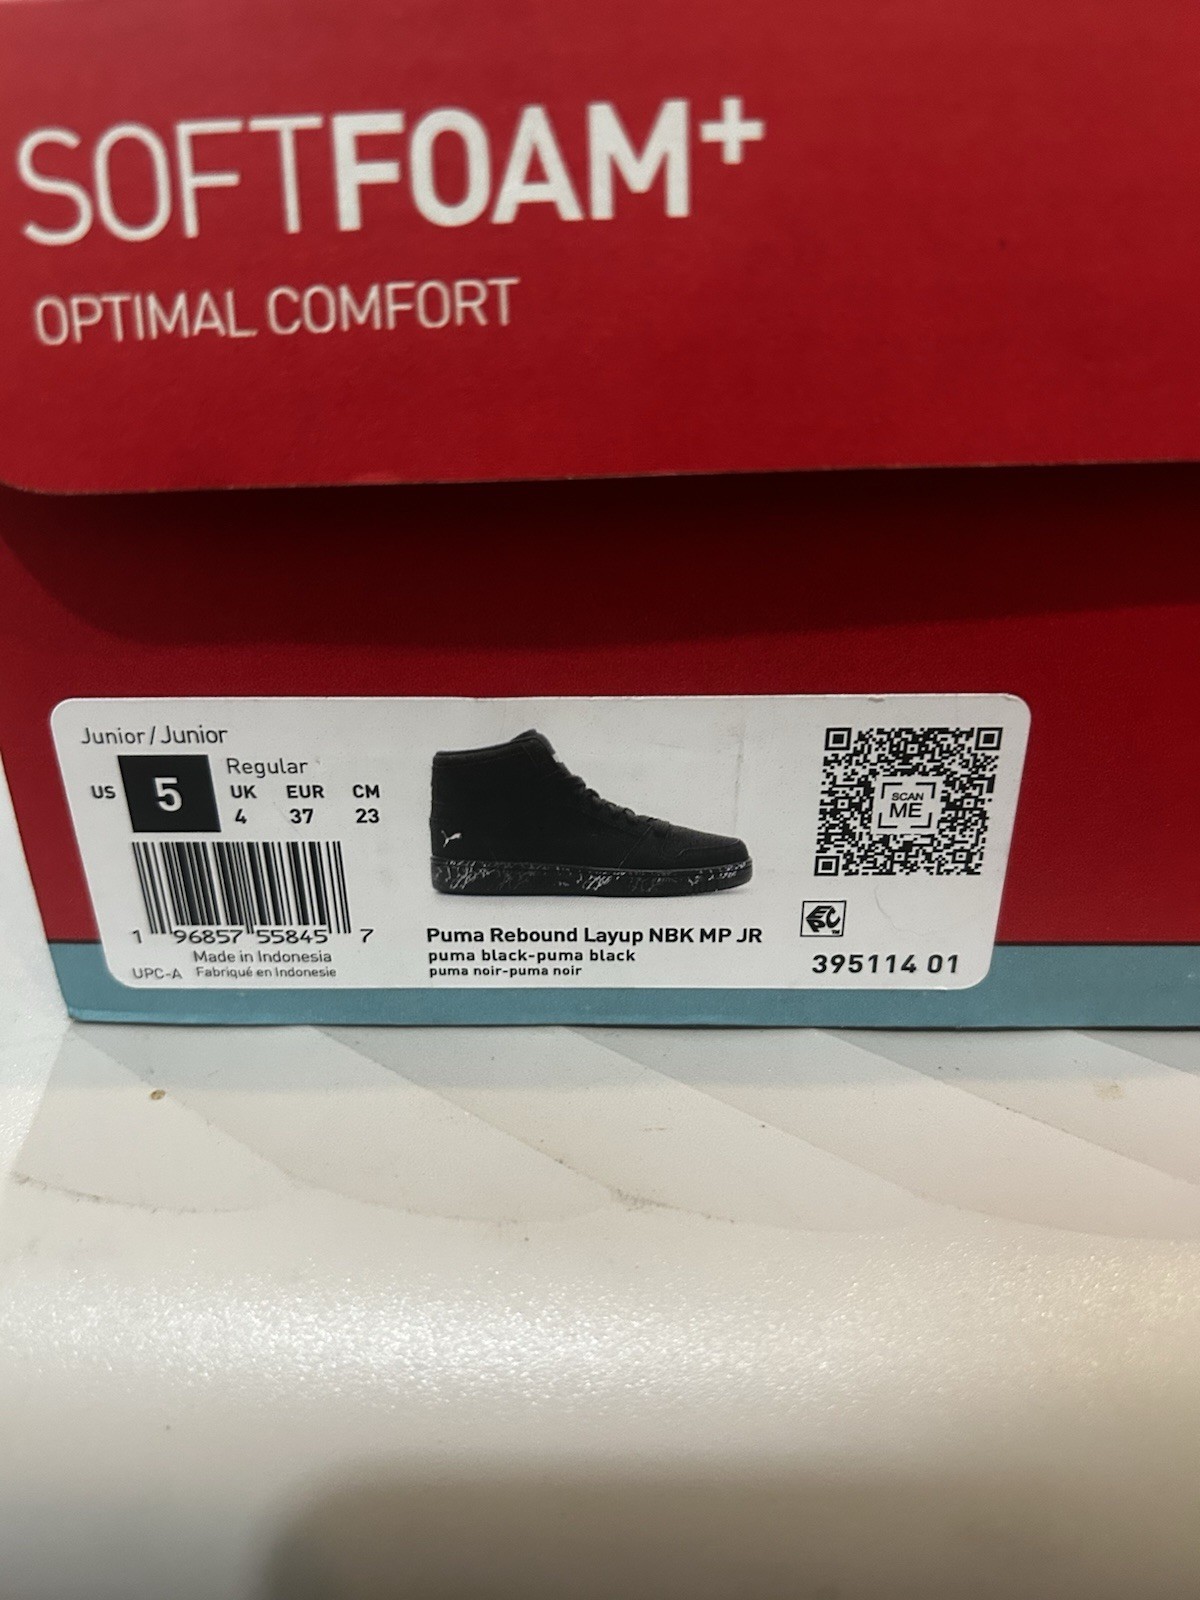 SOFTFOAM+
OPTIMAL COMFORT
Junior / Junior
US 5 Regular
UK EUR CM
4 37 23
1 96857 55845 7
Made in Indonesia
UPC-A Fabriqué en Indonesie
Puma Rebound Layup NBK MP JR
puma black-puma black
puma noir-puma noir
SCAN
ME
EPC™
395114 01